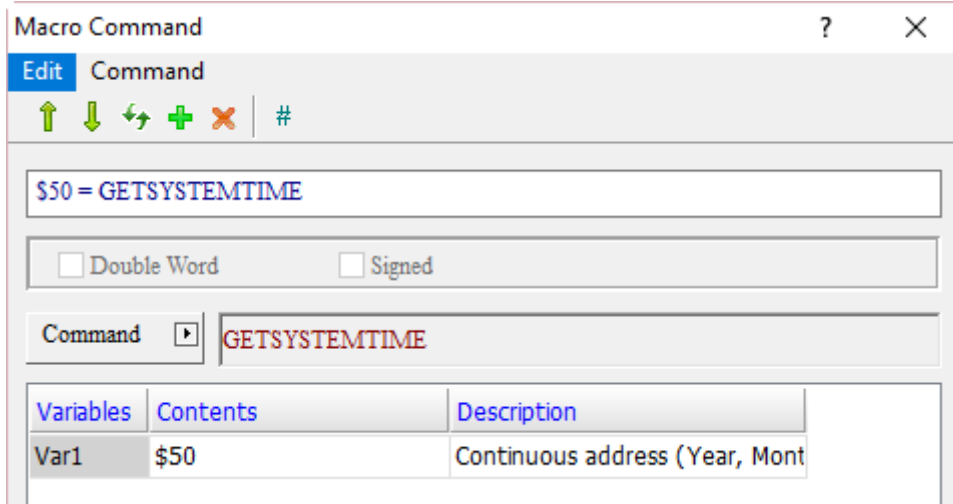 Macro Command ?
Edit Command
#
$50 = GETSYSTEMTIME
Double Word Signed
Command GETSYSTEMTIME
Variables Contents Description
Var1 $50 Continuous address (Year, Mont